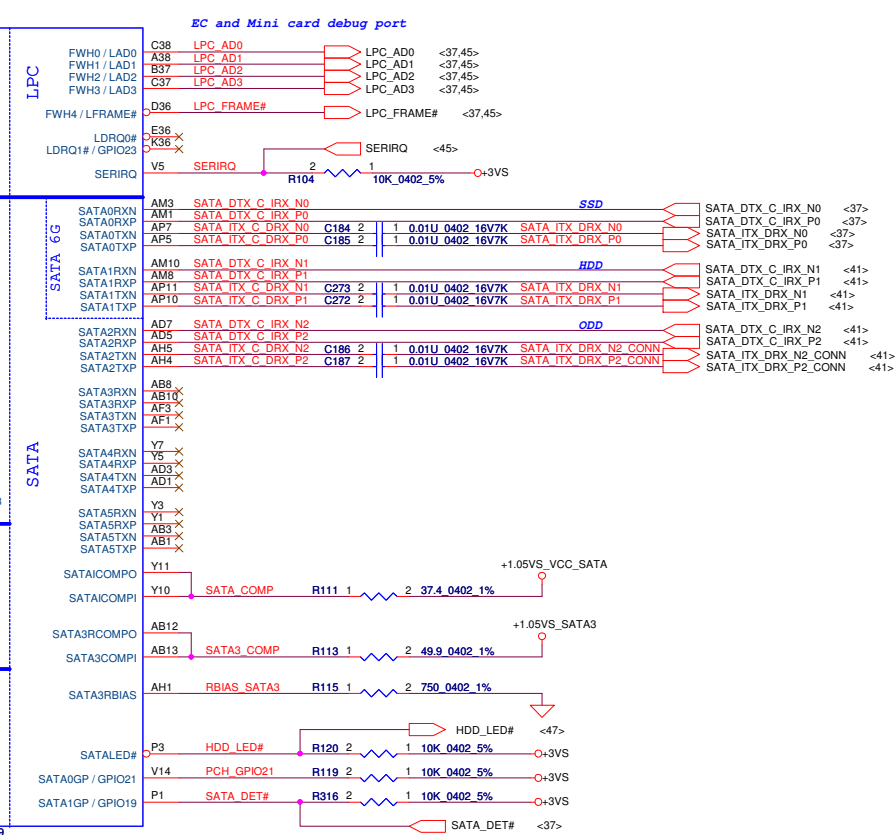 EC and Mini card debug port
LPC
FWH0 / LAD0 C38 LPC_AD0 LPC_AD0 <37,45>
FWH1 / LAD1 A38 LPC_AD1 LPC_AD1 <37,45>
FWH2 / LAD2 B37 LPC_AD2 LPC_AD2 <37,45>
FWH3 / LAD3 C37 LPC_AD3 LPC_AD3 <37,45>
FWH4 / LFRAME# D36 LPC_FRAME# LPC_FRAME# <37,45>
LDRQ0# E36
LDRQ1# / GPIO23 K36
SERIRQ <45>
SERIRQ V5 SERIRQ 2 1 +3VS
R104 10K_0402_5%
SATA 6G
SSD
SATA0RXN AM3 SATA_DTX_C_IRX_N0 SATA_DTX_C_IRX_N0 <37>
SATA0RXP AM1 SATA_DTX_C_IRX_P0 SATA_DTX_C_IRX_P0 <37>
SATA0TXN AP7 SATA_ITX_C_DRX_N0 C184 2 1 0.01U_0402_16V7K SATA_ITX_DRX_N0 SATA_ITX_DRX_N0 <37>
SATA0TXP AP5 SATA_ITX_C_DRX_P0 C185 2 1 0.01U_0402_16V7K SATA_ITX_DRX_P0 SATA_ITX_DRX_P0 <37>
HDD
SATA1RXN AM10 SATA_DTX_C_IRX_N1 SATA_DTX_C_IRX_N1 <41>
SATA1RXP AM8 SATA_DTX_C_IRX_P1 SATA_DTX_C_IRX_P1 <41>
SATA1TXN AP11 SATA_ITX_C_DRX_N1 C273 2 1 0.01U_0402_16V7K SATA_ITX_DRX_N1 SATA_ITX_DRX_N1 <41>
SATA1TXP AP10 SATA_ITX_C_DRX_P1 C272 2 1 0.01U_0402_16V7K SATA_ITX_DRX_P1 SATA_ITX_DRX_P1 <41>
ODD
SATA2RXN AD7 SATA_DTX_C_IRX_N2 SATA_DTX_C_IRX_N2 <41>
SATA2RXP AD5 SATA_DTX_C_IRX_P2 SATA_DTX_C_IRX_P2 <41>
SATA2TXN AH5 SATA_ITX_C_DRX_N2 C186 2 1 0.01U_0402_16V7K SATA_ITX_DRX_N2_CONN SATA_ITX_DRX_N2_CONN <41>
SATA2TXP AH4 SATA_ITX_C_DRX_P2 C187 2 1 0.01U_0402_16V7K SATA_ITX_DRX_P2_CONN SATA_ITX_DRX_P2_CONN <41>
SATA
SATA3RXN AB8
SATA3RXP AB10
SATA3TXN AF3
SATA3TXP AF1
SATA4RXN Y7
SATA4RXP Y5
SATA4TXN AD3
SATA4TXP AD1
SATA5RXN Y3
SATA5RXP Y1
SATA5TXN AB3
SATA5TXP AB1
+1.05VS_VCC_SATA
SATAICOMPO Y11
SATAICOMPI Y10 SATA_COMP R111 1 2 37.4_0402_1%
+1.05VS_SATA3
SATA3RCOMPO AB12
SATA3COMPI AB13 SATA3_COMP R113 1 2 49.9_0402_1%
SATA3RBIAS AH1 RBIAS_SATA3 R115 1 2 750_0402_1%
HDD_LED# <47>
SATALED# P3 HDD_LED# R120 2 1 10K_0402_5% +3VS
SATA0GP / GPIO21 V14 PCH_GPIO21 R119 2 1 10K_0402_5% +3VS
SATA1GP / GPIO19 P1 SATA_DET# R316 2 1 10K_0402_5% +3VS
SATA_DET# <37>